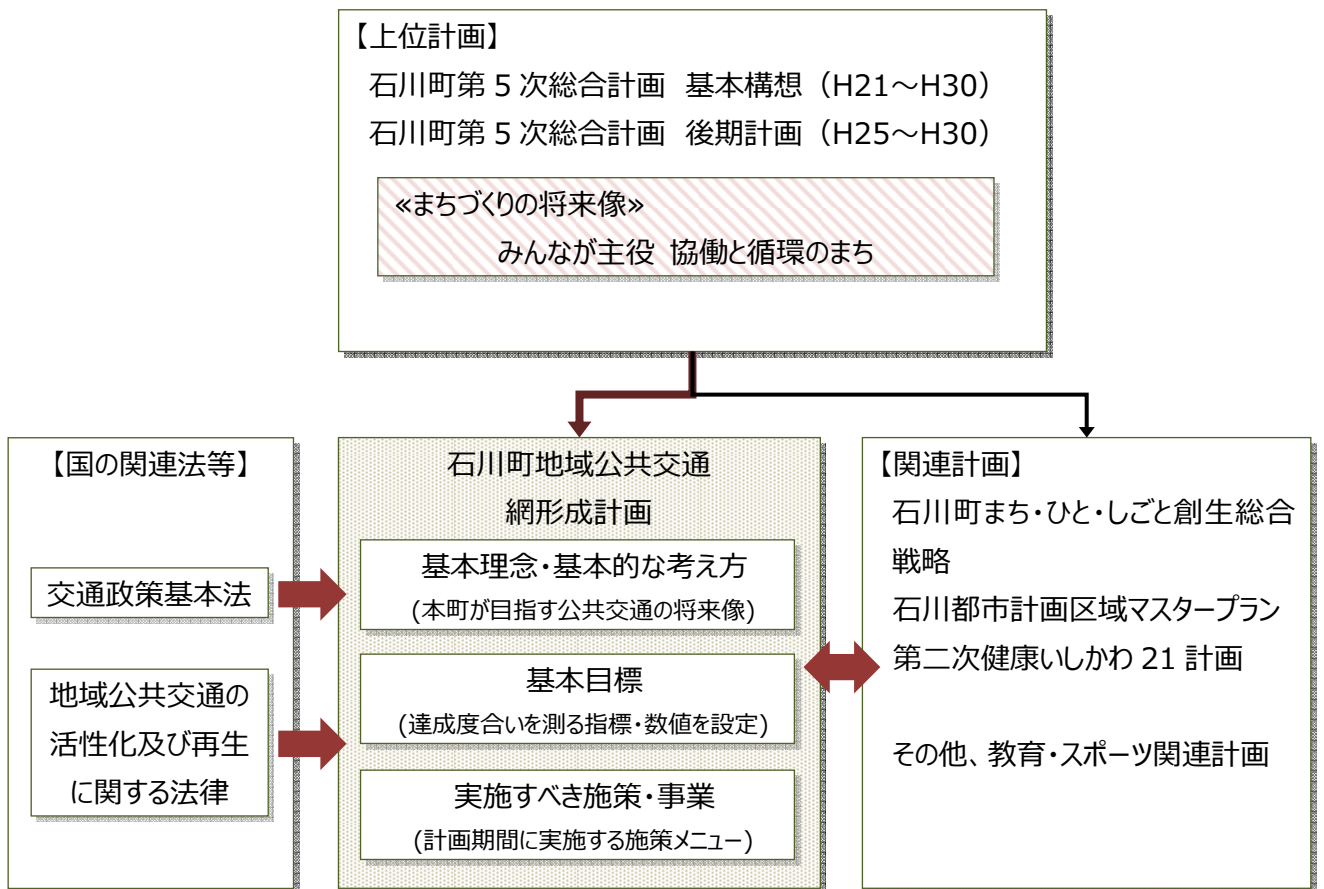 【上位計画】
石川町第 5 次総合計画 基本構想（H21～H30）
石川町第 5 次総合計画 後期計画（H25～H30）
«まちづくりの将来像»
みんなが主役 協働と循環のまち
【国の関連法等】
交通政策基本法
地域公共交通の
活性化及び再生
に関する法律
石川町地域公共交通
網形成計画
基本理念・基本的な考え方
(本町が目指す公共交通の将来像)
基本目標
(達成度合いを測る指標・数値を設定)
実施すべき施策・事業
(計画期間に実施する施策メニュー)
【関連計画】
石川町まち・ひと・しごと創生総合
戦略
石川都市計画区域マスタープラン
第二次健康いしかわ 21 計画
その他、教育・スポーツ関連計画